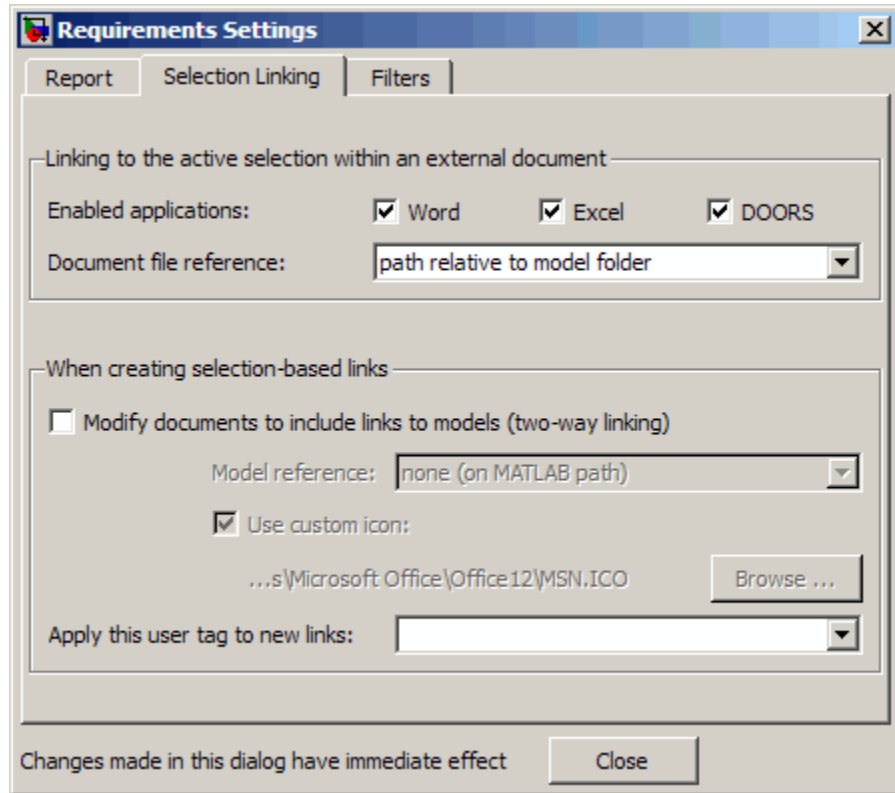 Requirements Settings
Report Selection Linking Filters
Linking to the active selection within an external document
Enabled applications: Word Excel DOORS
Document file reference: path relative to model folder
When creating selection-based links
Modify documents to include links to models (two-way linking)
Model reference: none (on MATLAB path)
Use custom icon:
...s\Microsoft Office\Office12\MSN.ICO Browse ...
Apply this user tag to new links:
Changes made in this dialog have immediate effect Close